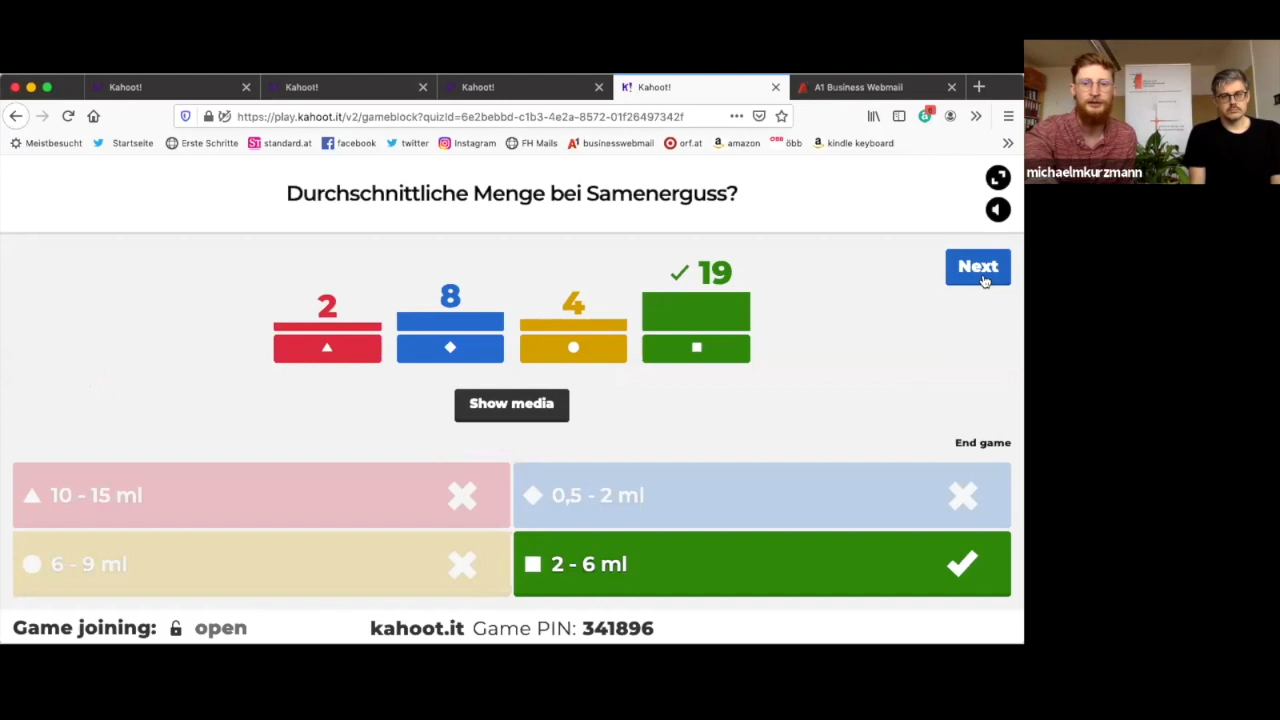 Kahoot!
Kahoot!
Kahoot!
K! Kahoot!
A1 Business Webmail
https://play.kahoot.it/v2/gameblock?quizId=6e2bebbd-c1b3-4e2a-8572-01f26497342f
Meistbesucht Startseite Erste Schritte ST standard.at facebook twitter Instagram FH Mails A1 businesswebmail orf.at amazon ÖBB öbb kindle keyboard
michaelmkurzmann
Durchschnittliche Menge bei Samenerguss?
Next
2
8
4
19
Show media
End game
10 - 15 ml
0,5 - 2 ml
6 - 9 ml
2 - 6 ml
Game joining: open
kahoot.it Game PIN: 341896